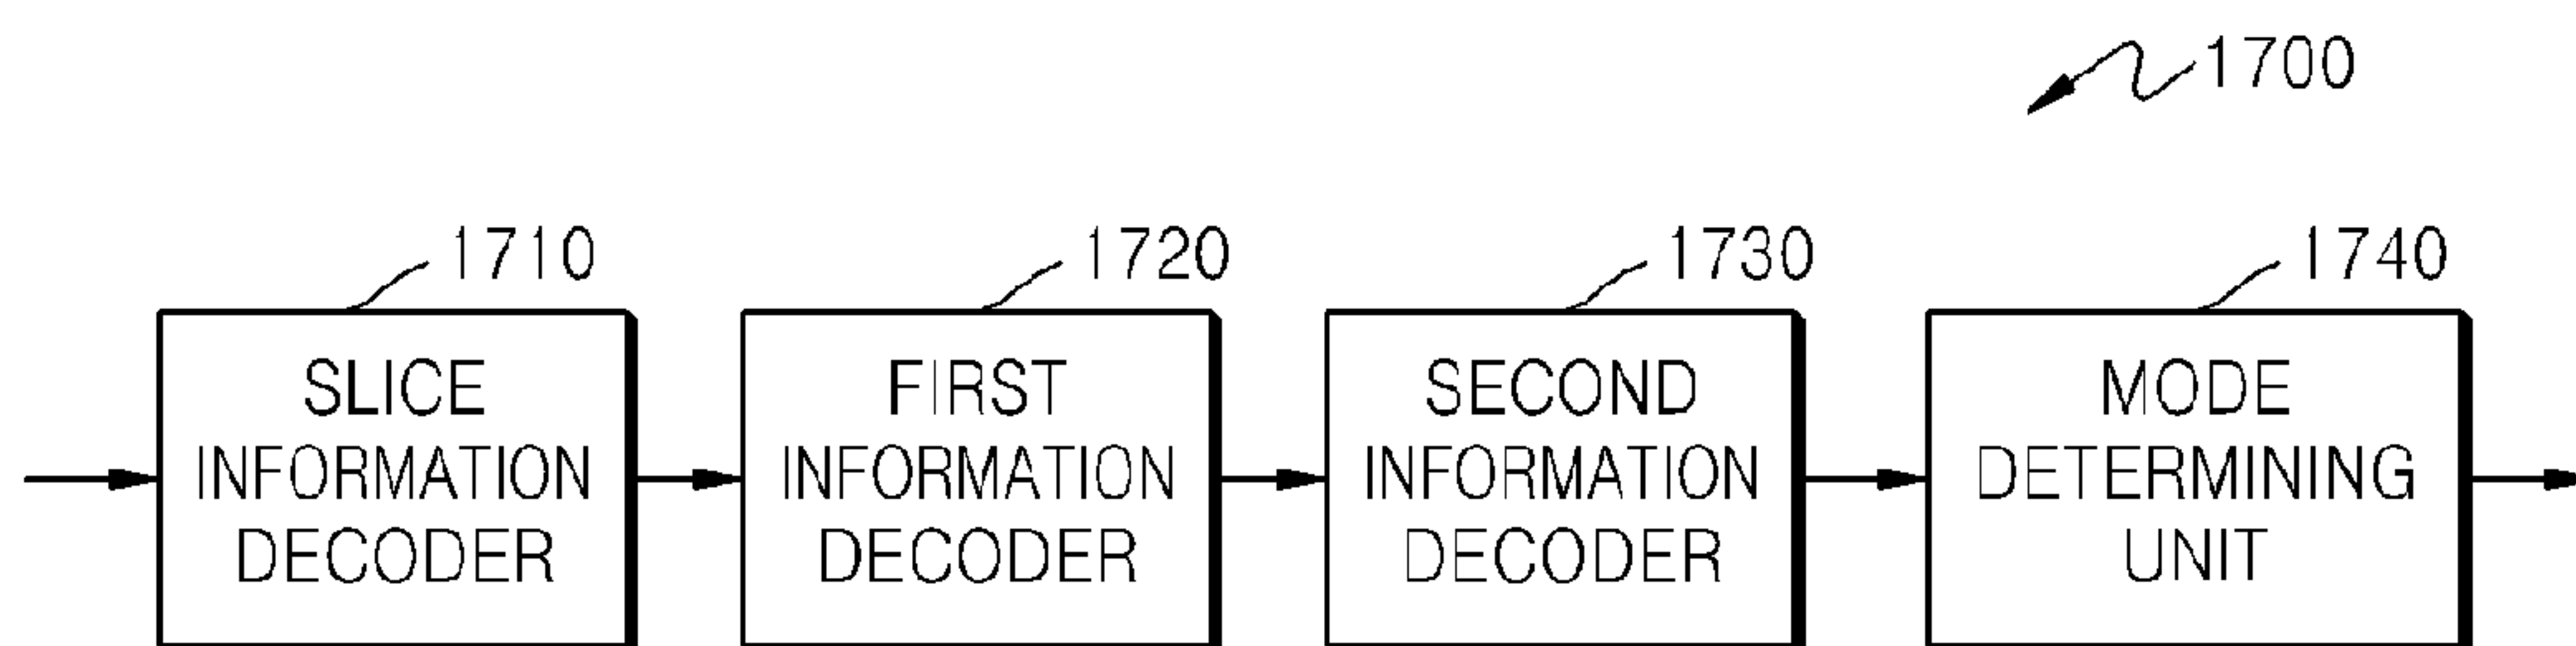 1700
1710
1720
1730
1740
SLICE
INFORMATION
DECODER
FIRST
INFORMATION
DECODER
SECOND
INFORMATION
DECODER
MODE
DETERMINING
UNIT